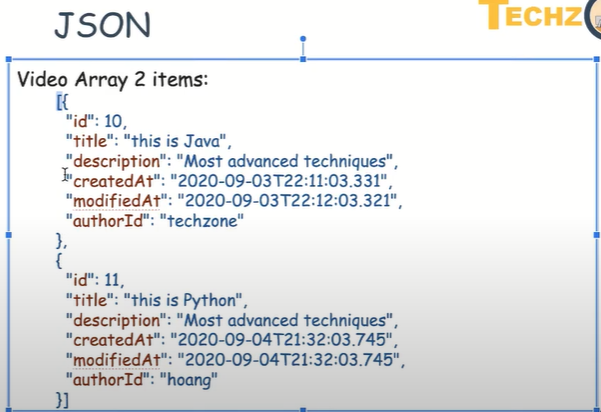 JSON
TECHZ
Video Array 2 items:
[{
"id": 10,
"title": "this is Java",
"description": "Most advanced techniques",
"createdAt": "2020-09-03T22:11:03.331",
"modifiedAt": "2020-09-03T22:12:03.321",
"authorId": "techzone"
},
{
"id": 11,
"title": "this is Python",
"description": "Most advanced techniques",
"createdAt": "2020-09-04T21:32:03.745",
"modifiedAt": "2020-09-04T21:32:03.745",
"authorId": "hoang"
}]